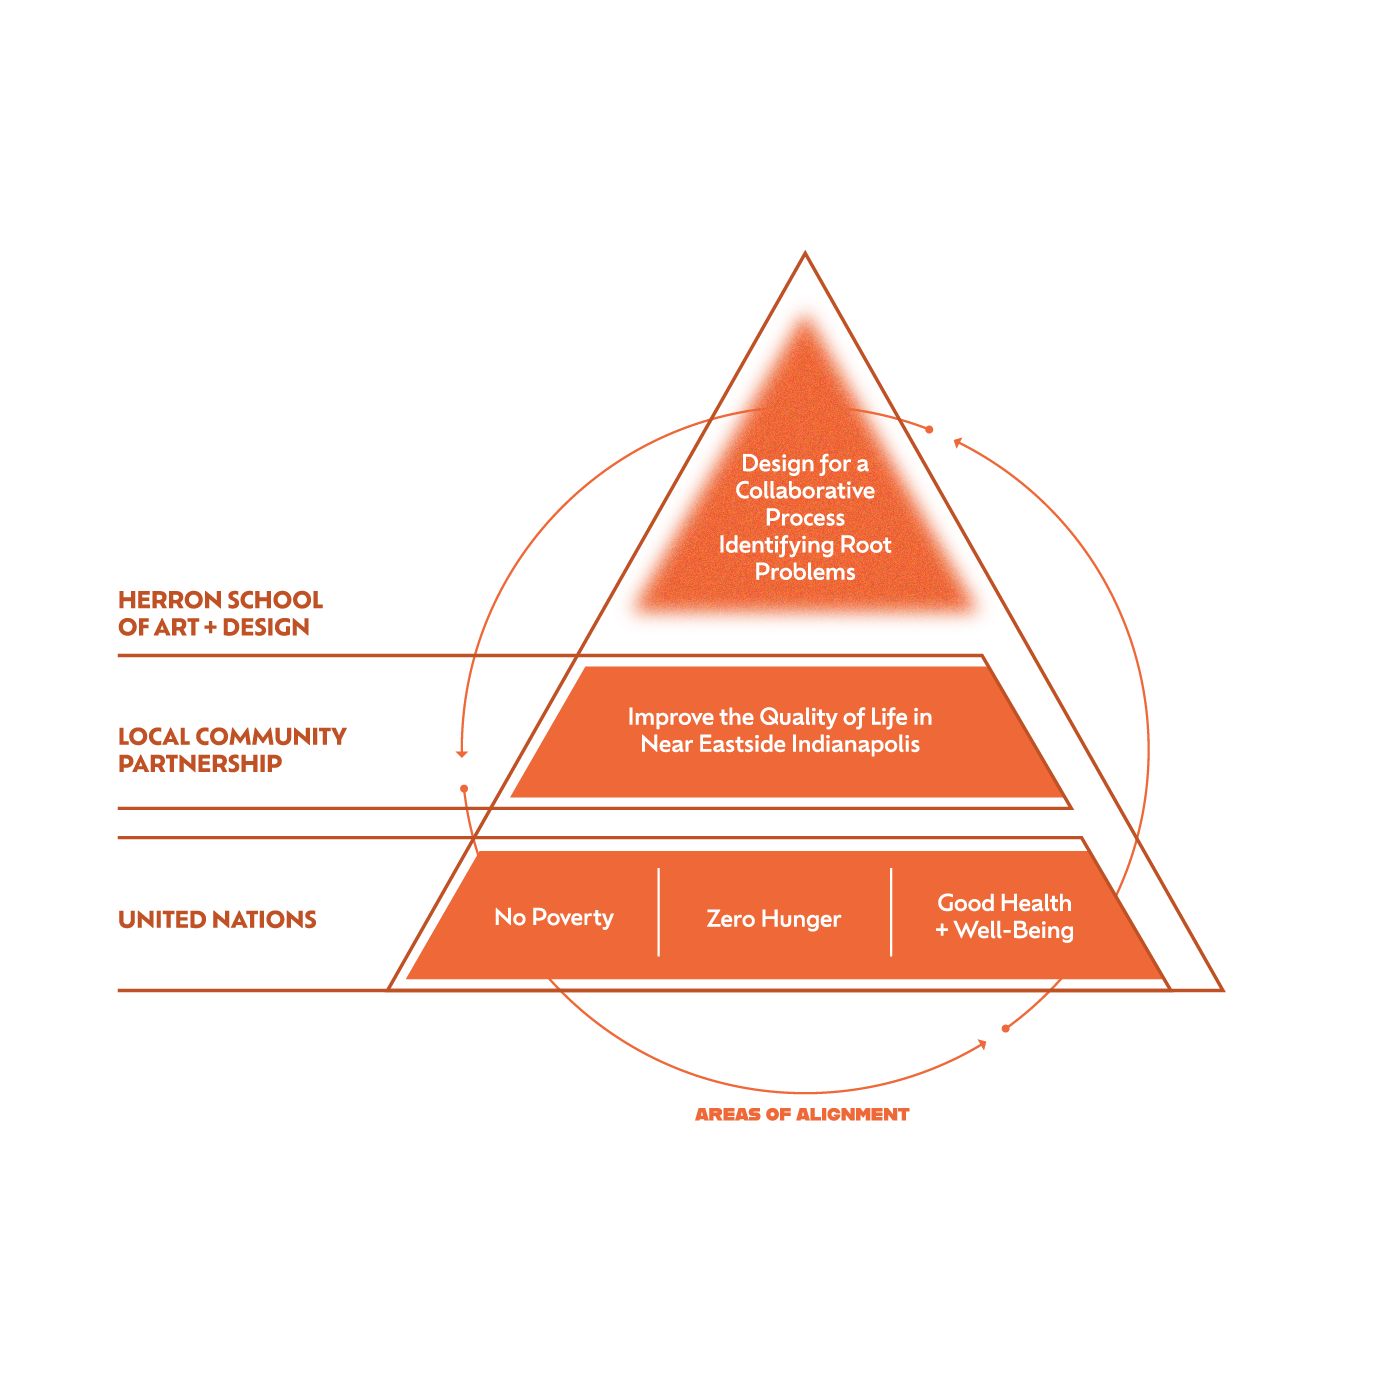 Design for a
Collaborative
Process
Identifying Root
Problems
HERRON SCHOOL
OF ART + DESIGN
Improve the Quality of Life in
Near Eastside Indianapolis
LOCAL COMMUNITY
PARTNERSHIP
UNITED NATIONS
No Poverty
Zero Hunger
Good Health
+ Well-Being
AREAS OF ALIGNMENT